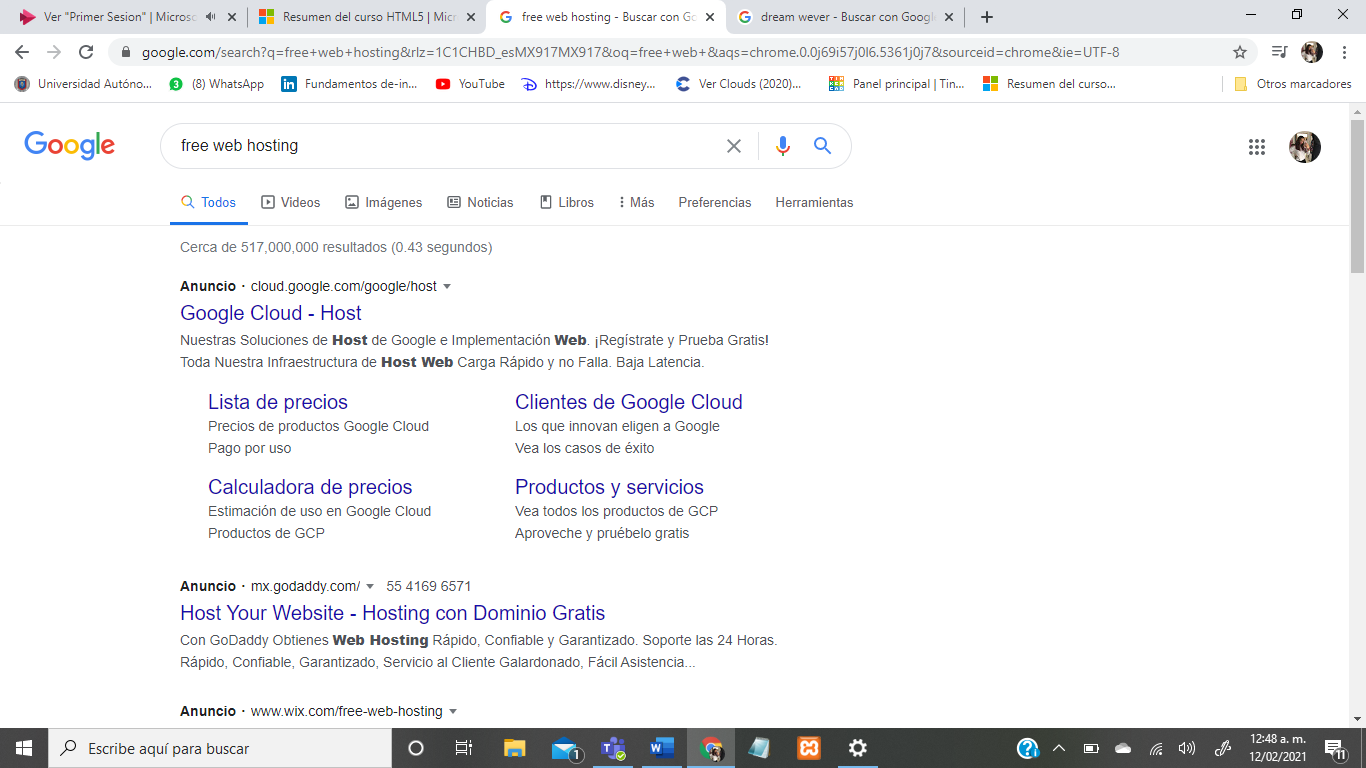 Ver "Primer Sesion" | Microso
Resumen del curso HTML5 | Micr
free web hosting - Buscar con Go
dream wever - Buscar con Google
google.com/search?q=free+web+hosting&rlz=1C1CHBD_esMX917MX917&oq=free+web+&aqs=chrome.0.0j69i57j0l6.5361j0j7&sourceid=chrome&ie=UTF-8
Universidad Autóno...
3 (8) WhatsApp
Fundamentos de-in...
YouTube
https://www.disney...
Ver Clouds (2020)...
Panel principal | Tin...
Resumen del curso...
Otros marcadores
Google
free web hosting
Todos
Videos
Imágenes
Noticias
Libros
Más
Preferencias
Herramientas
Cerca de 517,000,000 resultados (0.43 segundos)
Anuncio · cloud.google.com/google/host
Google Cloud - Host
Nuestras Soluciones de Host de Google e Implementación Web. ¡Regístrate y Prueba Gratis!
Toda Nuestra Infraestructura de Host Web Carga Rápido y no Falla. Baja Latencia.
Lista de precios
Precios de productos Google Cloud
Pago por uso
Clientes de Google Cloud
Los que innovan eligen a Google
Vea los casos de éxito
Calculadora de precios
Estimación de uso en Google Cloud
Productos de GCP
Productos y servicios
Vea todos los productos de GCP
Aproveche y pruébelo gratis
Anuncio · mx.godaddy.com/ 55 4169 6571
Host Your Website - Hosting con Dominio Gratis
Con GoDaddy Obtienes Web Hosting Rápido, Confiable y Garantizado. Soporte las 24 Horas.
Rápido, Confiable, Garantizado, Servicio al Cliente Galardonado, Fácil Asistencia...
Anuncio · www.wix.com/free-web-hosting
Escribe aquí para buscar
1
12:48 a. m.
12/02/2021
11